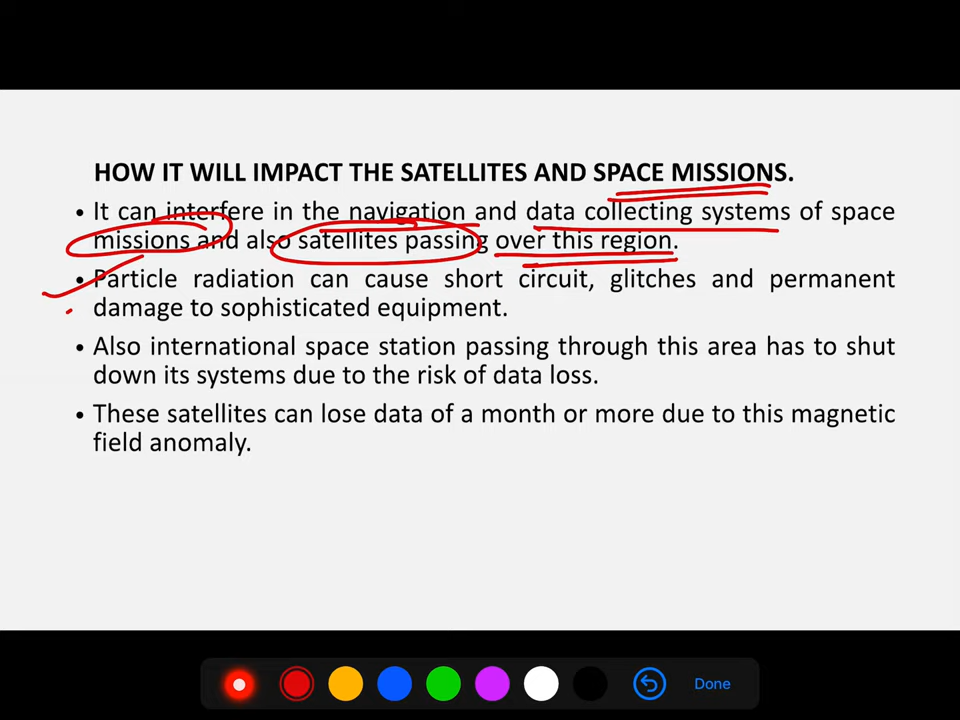 HOW IT WILL IMPACT THE SATELLITES AND SPACE MISSIONS.
• It can interfere in the navigation and data collecting systems of space
missions and also satellites passing over this region.
• Particle radiation can cause short circuit, glitches and permanent
damage to sophisticated equipment.
• Also international space station passing through this area has to shut
down its systems due to the risk of data loss.
• These satellites can lose data of a month or more due to this magnetic
field anomaly.
Done